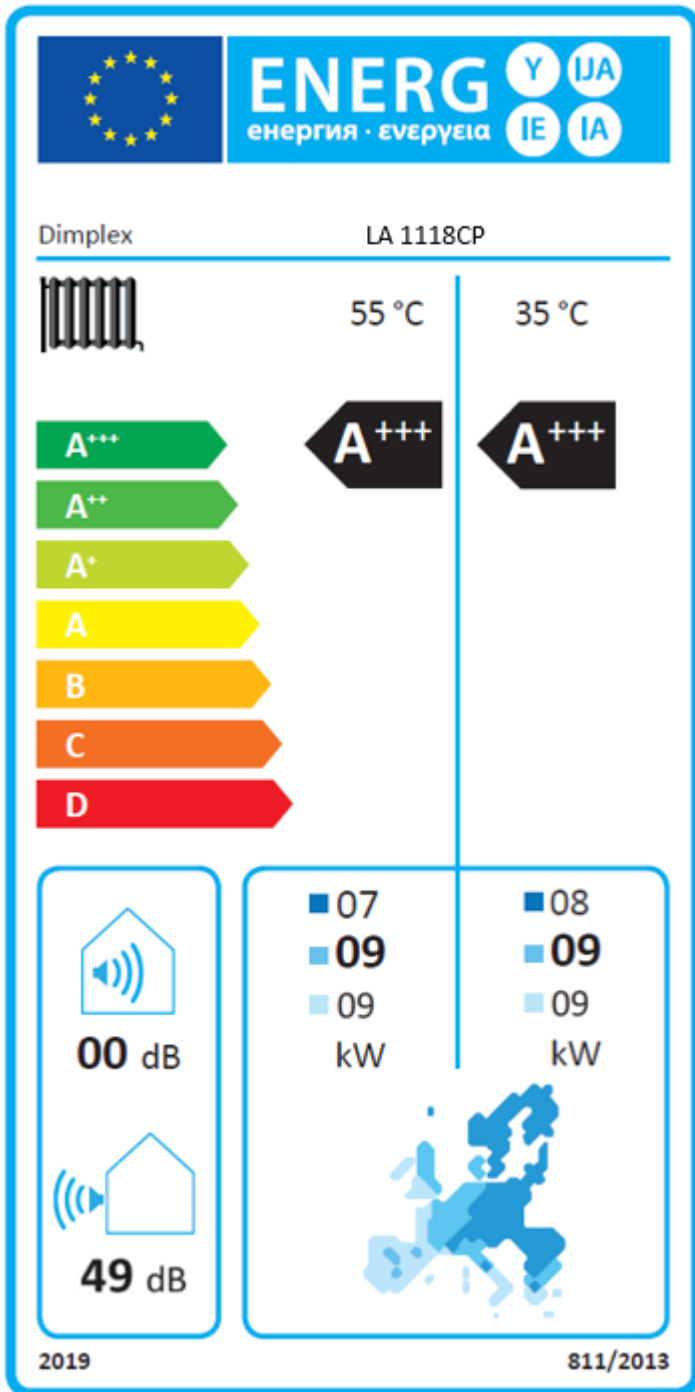 ENERG Y IJA
енергия · ενεργεια IE IA
Dimplex LA 1118CP
55 °C 35 °C
A+++ A+++ A+++
A++
A+
A
B
C
D
07 08
09 09
09 09
kW kW
00 dB
49 dB
2019 811/2013